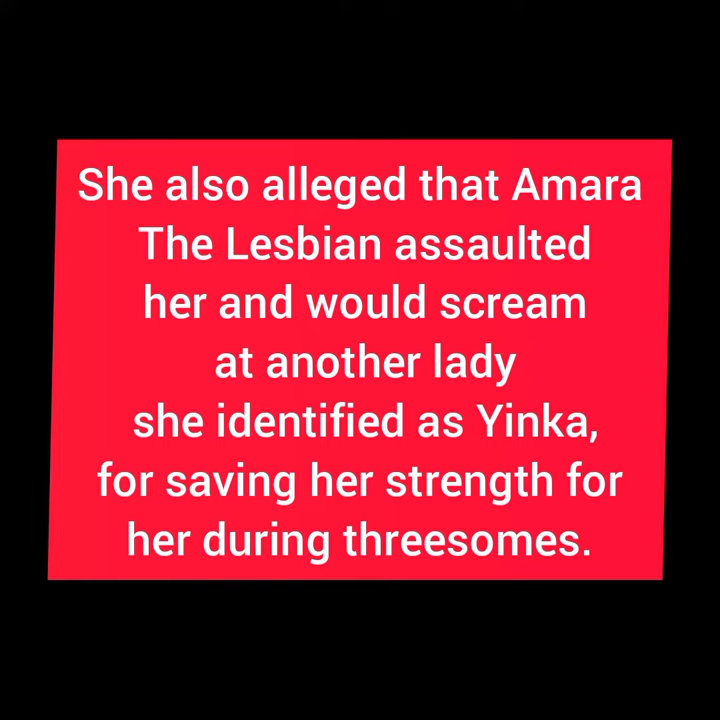 She also alleged that Amara
The Lesbian assaulted
her and would scream
at another lady
she identified as Yinka,
for saving her strength for
her during threesomes.